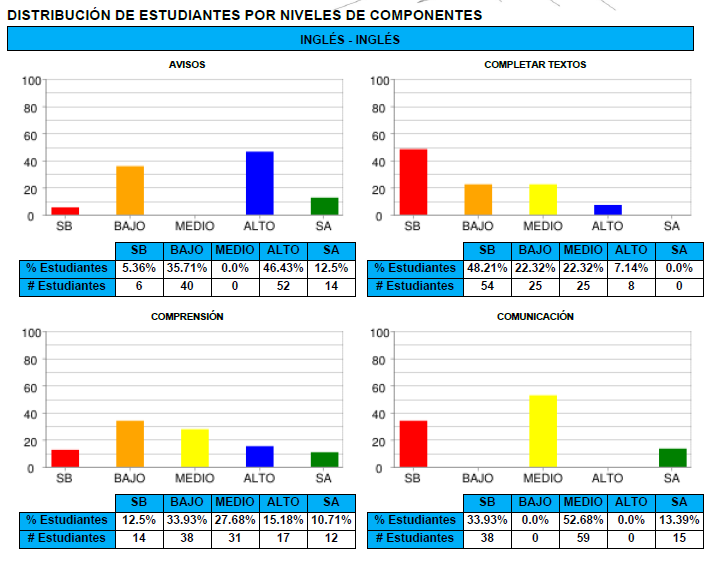 DISTRIBUCIÓN DE ESTUDIANTES POR NIVELES DE COMPONENTES
INGLÉS - INGLÉS
AVISOS
100
80
60
40
20
0
SB BAJO MEDIO ALTO SA
SB BAJO MEDIO ALTO SA
% Estudiantes 5.36% 35.71% 0.0% 46.43% 12.5%
# Estudiantes 6 40 0 52 14
COMPLETAR TEXTOS
100
80
60
40
20
0
SB BAJO MEDIO ALTO SA
SB BAJO MEDIO ALTO SA
% Estudiantes 48.21% 22.32% 22.32% 7.14% 0.0%
# Estudiantes 54 25 25 8 0
COMPRENSIÓN
100
80
60
40
20
0
SB BAJO MEDIO ALTO SA
SB BAJO MEDIO ALTO SA
% Estudiantes 12.5% 33.93% 27.68% 15.18% 10.71%
# Estudiantes 14 38 31 17 12
COMUNICACIÓN
100
80
60
40
20
0
SB BAJO MEDIO ALTO SA
SB BAJO MEDIO ALTO SA
% Estudiantes 33.93% 0.0% 52.68% 0.0% 13.39%
# Estudiantes 38 0 59 0 15